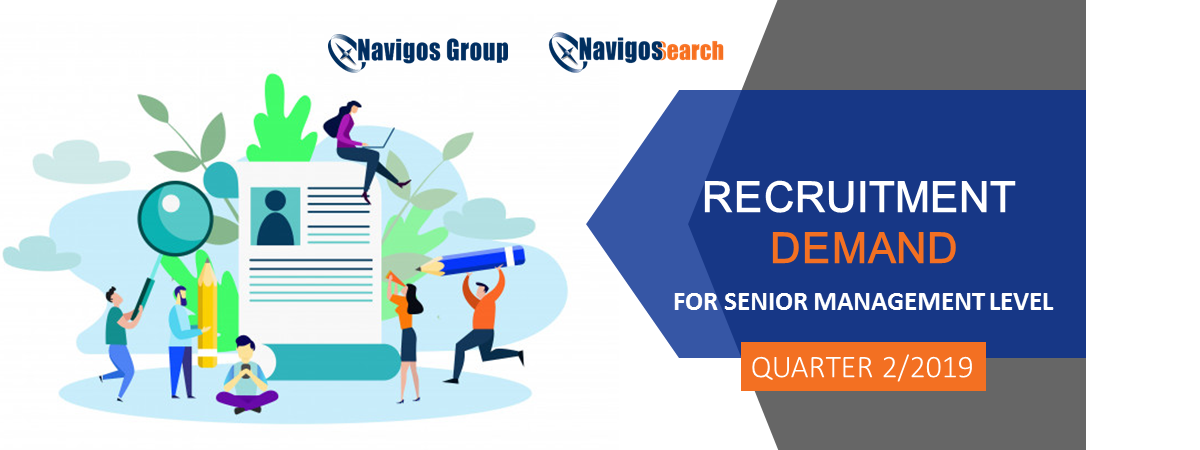 Navigos Group
NavigosSearch
RECRUITMENT
DEMAND
FOR SENIOR MANAGEMENT LEVEL
QUARTER 2/2019